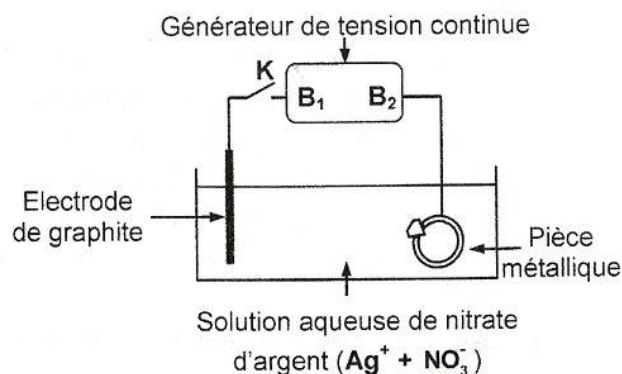 Générateur de tension continue
K
B₁ B₂
Electrode
de graphite
Pièce
métallique
Solution aqueuse de nitrate
d'argent (Ag⁺ + NO₃⁻)